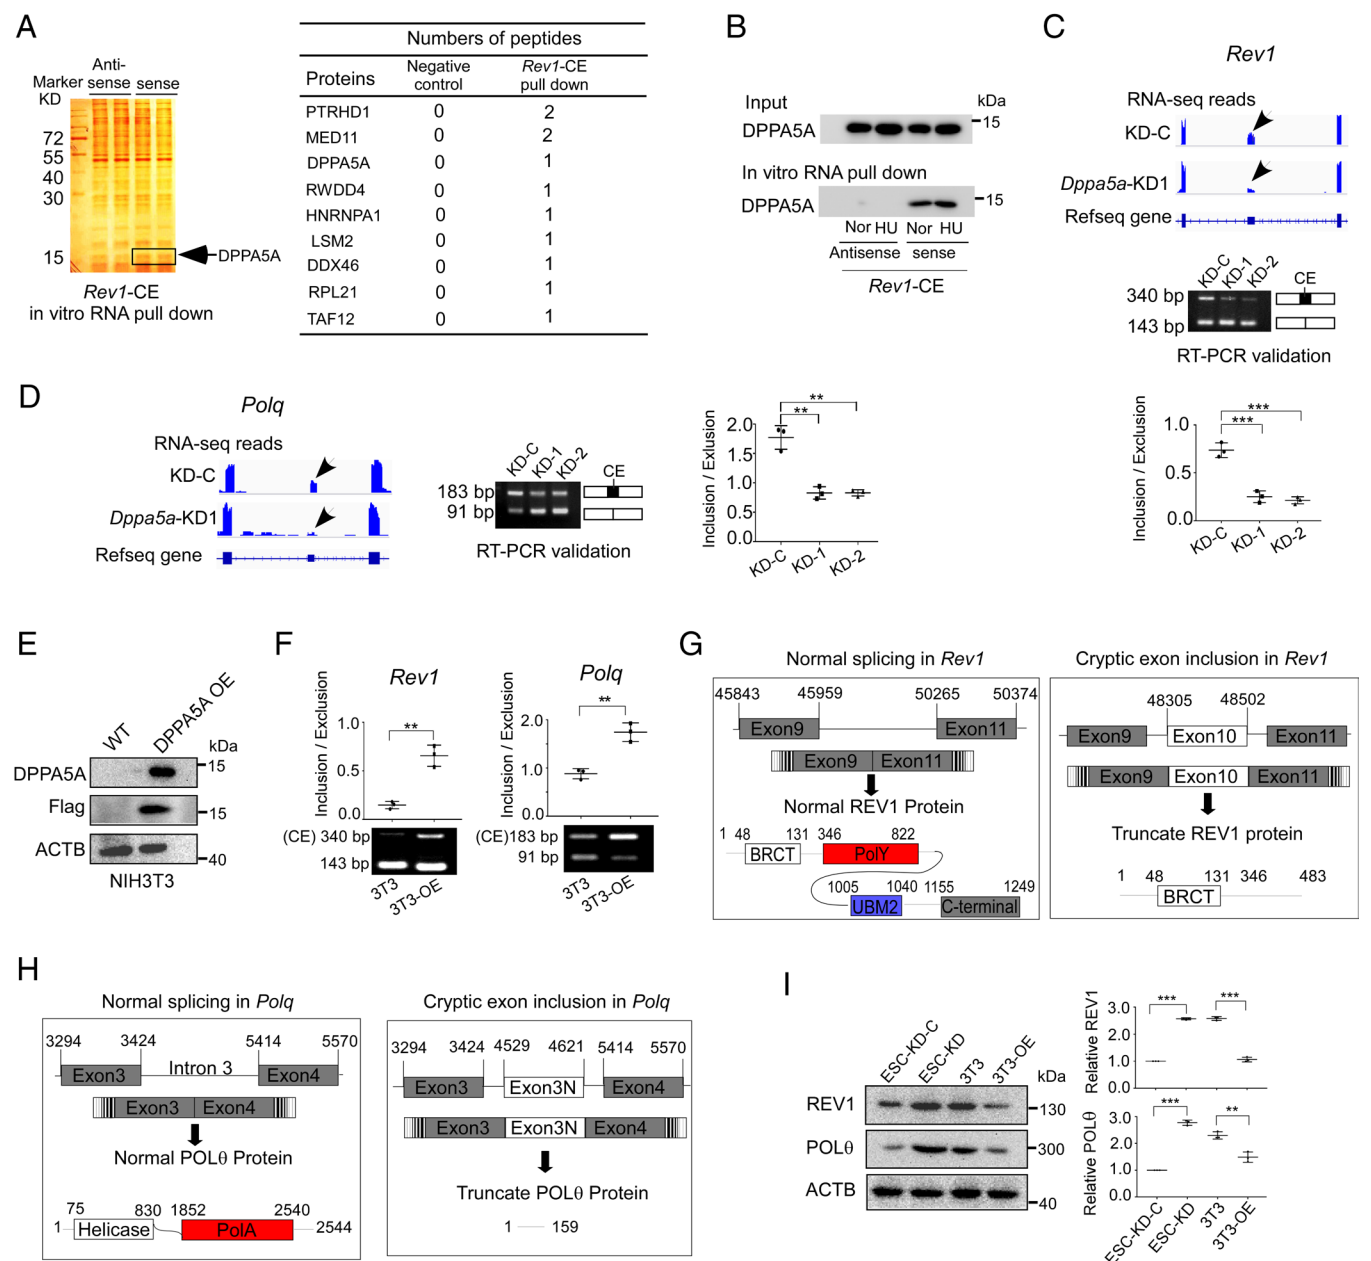 A
Marker
KD
Anti-
sense
sense
72
55
40
30
15
DPPA5A
Rev1-CE
in vitro RNA pull down
Numbers of peptides
Proteins
Negative
control
Rev1-CE
pull down
PTRHD1 0 2
MED11 0 2
DPPA5A 0 1
RWDD4 0 1
HNRNPA1 0 1
LSM2 0 1
DDX46 0 1
RPL21 0 1
TAF12 0 1
B
Input
kDa
DPPA5A
15
In vitro RNA pull down
DPPA5A
15
Nor HU Nor HU
Antisense sense
Rev1-CE
C
Rev1
RNA-seq reads
KD-C
Dppa5a-KD1
Refseq gene
KD-C KD-1 KD-2
CE
340 bp
143 bp
RT-PCR validation
Inclusion / Exclusion
1.0
0.5
0.0
***
***
KD-C KD-1 KD-2
D
Polq
RNA-seq reads
KD-C
Dppa5a-KD1
Refseq gene
KD-C KD-1 KD-2
CE
183 bp
91 bp
RT-PCR validation
Inclusion / Exlusion
2.0
1.5
1.0
0.5
0.0
**
**
KD-C KD-1 KD-2
E
WT DPPA5A OE
kDa
DPPA5A
15
Flag
15
ACTB
40
NIH3T3
F
Rev1
Inclusion / Exclusion
1.0
0.5
0.0
**
(CE) 340 bp
143 bp
3T3 3T3-OE
Polq
Inclusion / Exclusion
2.0
1.0
0.0
**
(CE)183 bp
91 bp
3T3 3T3-OE
G
Normal splicing in Rev1
45843 45959 50265 50374
Exon9 Exon11
Exon9 Exon11
Normal REV1 Protein
1 48 131 346 822
BRCT PolY
1005 1040 1155 1249
UBM2 C-terminal
Cryptic exon inclusion in Rev1
48305 48502
Exon9 Exon10 Exon11
Exon9 Exon10 Exon11
Truncate REV1 protein
1 48 131 346 483
BRCT
H
Normal splicing in Polq
3294 3424 5414 5570
Intron 3
Exon3 Exon4
Exon3 Exon4
Normal POLθ Protein
75 830 1852 2540
1 Helicase PolA 2544
Cryptic exon inclusion in Polq
3294 3424 4529 4621 5414 5570
Exon3 Exon3N Exon4
Exon3 Exon3N Exon4
Truncate POLθ Protein
1 159
I
ESC-KD-C ESC-KD 3T3 3T3-OE
kDa
REV1
130
POLθ
300
ACTB
40
Relative REV1
3.0
2.0
1.0
0.0
*** ***
Relative POLθ
3.0
2.0
1.0
0.0
*** **
ESC-KD-C ESC-KD 3T3 3T3-OE